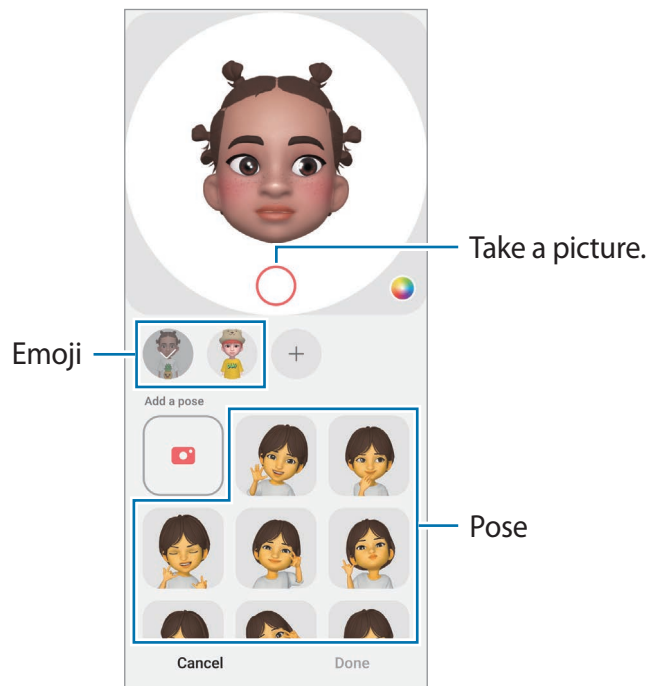 Take a picture.
Emoji
Add a pose
Pose
Cancel
Done